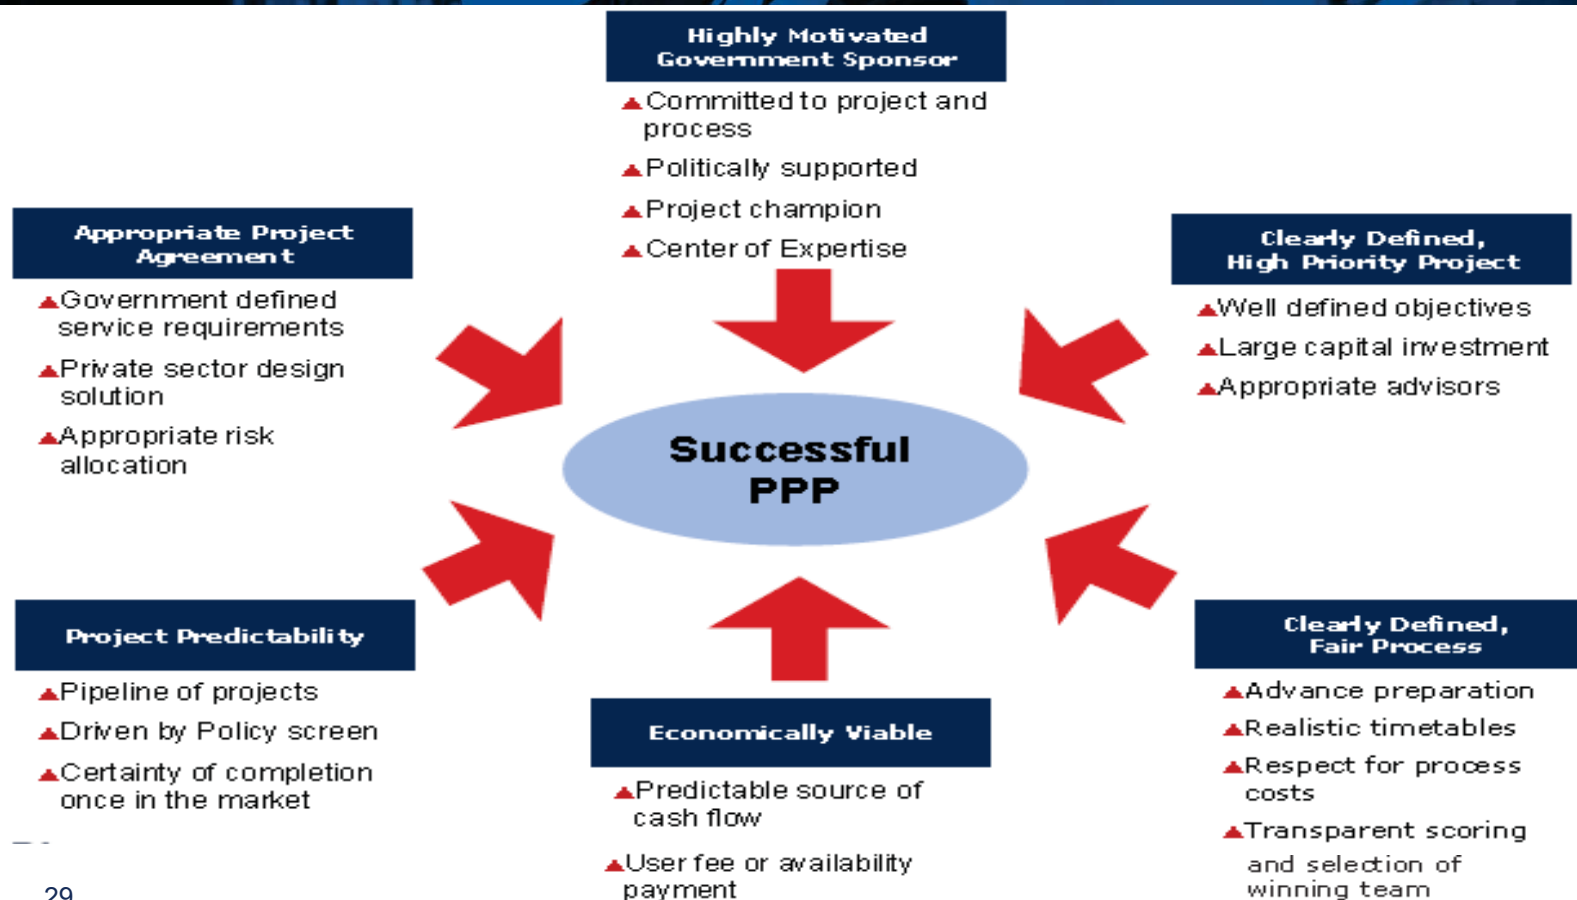 Highly Motivated
Government Sponsor
Committed to project and
process
Politically supported
Project champion
Center of Expertise
Appropriate Project
Agreement
Government defined
service requirements
Private sector design
solution
Appropriate risk
allocation
Clearly Defined,
High Priority Project
Well defined objectives
Large capital investment
Appropriate advisors
Successful
PPP
Project Predictability
Pipeline of projects
Driven by Policy screen
Certainty of completion
once in the market
Economically Viable
Predictable source of
cash flow
User fee or availability
payment
Clearly Defined,
Fair Process
Advance preparation
Realistic timetables
Respect for process
costs
Transparent scoring
and selection of
winning team
29